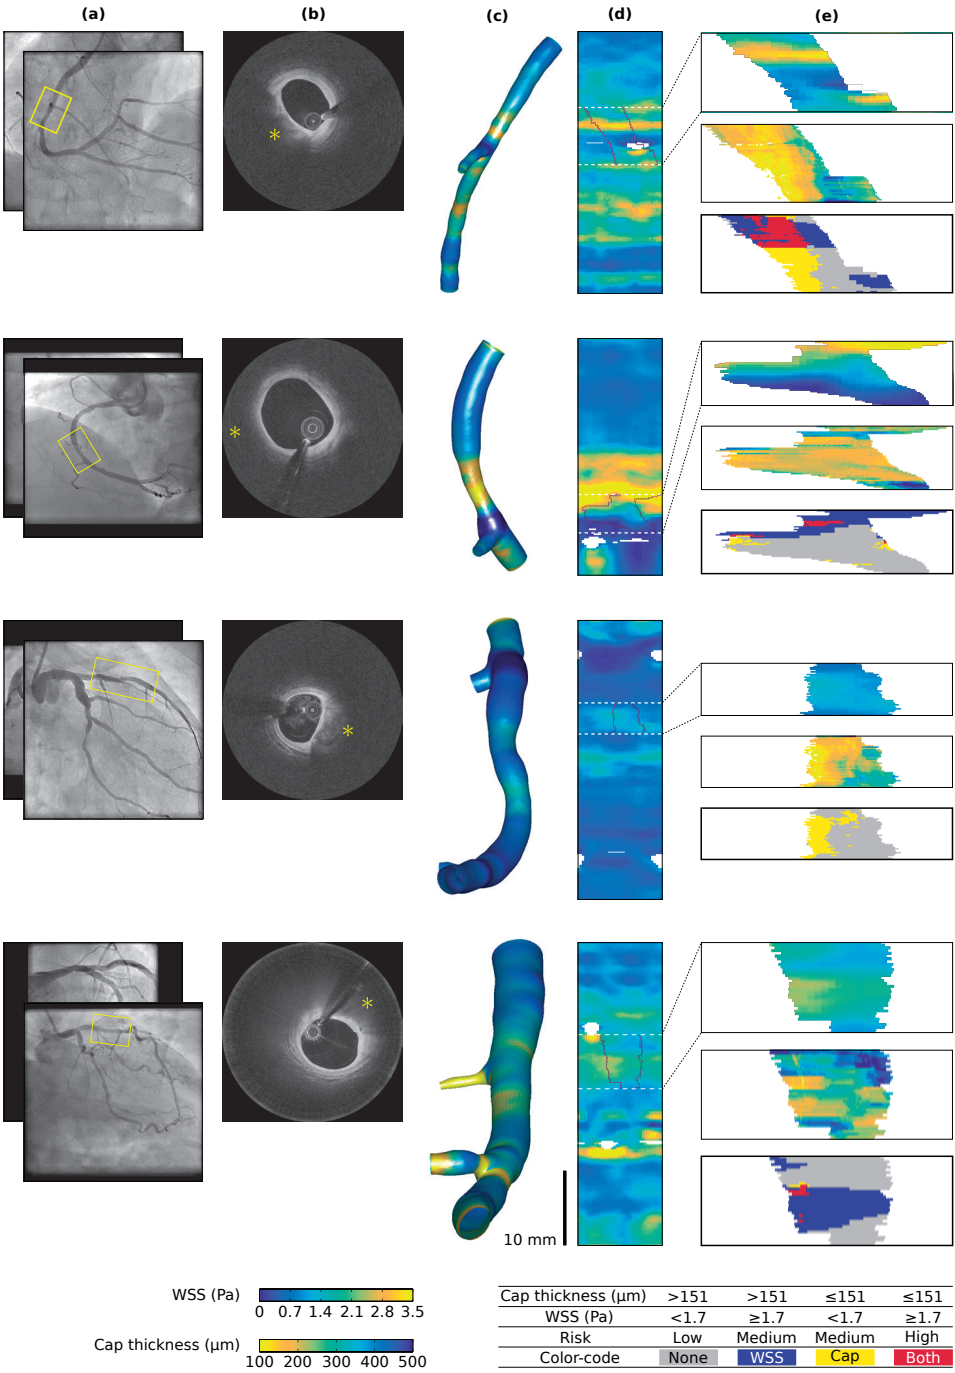 (a) (b) (c) (d) (e)
*
*
*
*
10 mm
WSS (Pa)
0 0.7 1.4 2.1 2.8 3.5
Cap thickness (μm)
100 200 300 400 500
Cap thickness (μm) >151 >151 ≤151 ≤151
WSS (Pa) <1.7 ≥1.7 <1.7 ≥1.7
Risk Low Medium Medium High
Color-code None WSS Cap Both